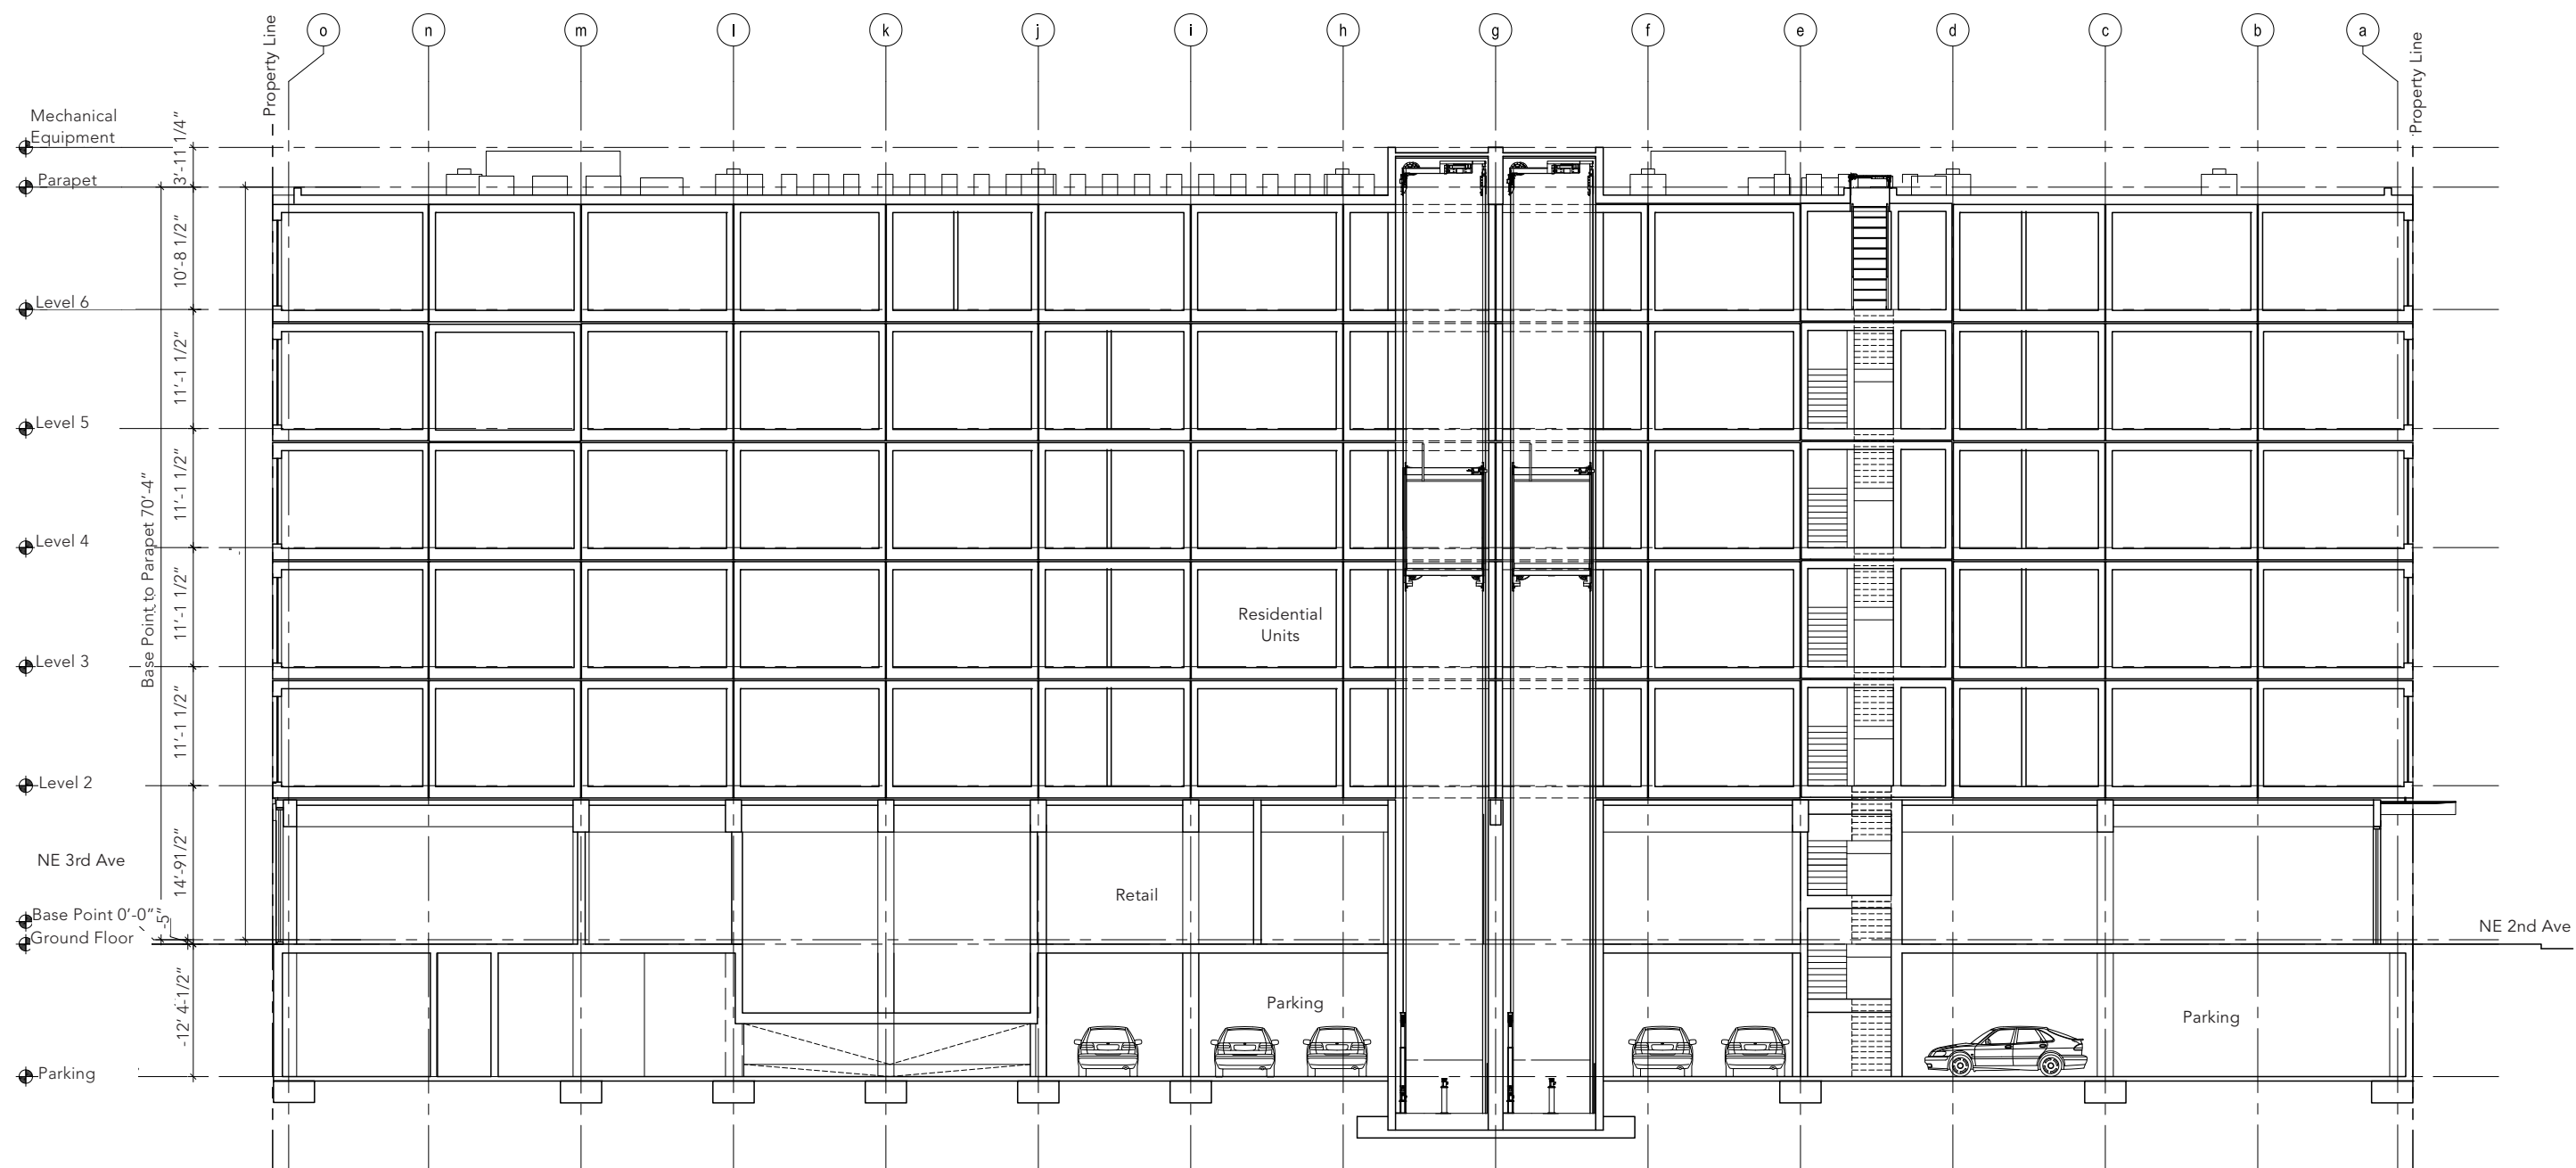 o n m l k j i h g f e d c b a
Property Line
Property Line
Mechanical
Equipment
3'-11 1/4"
Parapet
10'-8 1/2"
Level 6
11'-1 1/2"
Level 5
11'-1 1/2"
Level 4
Base Point to Parapet 70'-4"
11'-1 1/2"
Residential
Units
Level 3
11'-1 1/2"
Level 2
NE 3rd Ave
14'-91/2"
Retail
Base Point 0'-0"
-5"
Ground Floor
NE 2nd Ave
-12' 4-1/2"
Parking
Parking
Parking